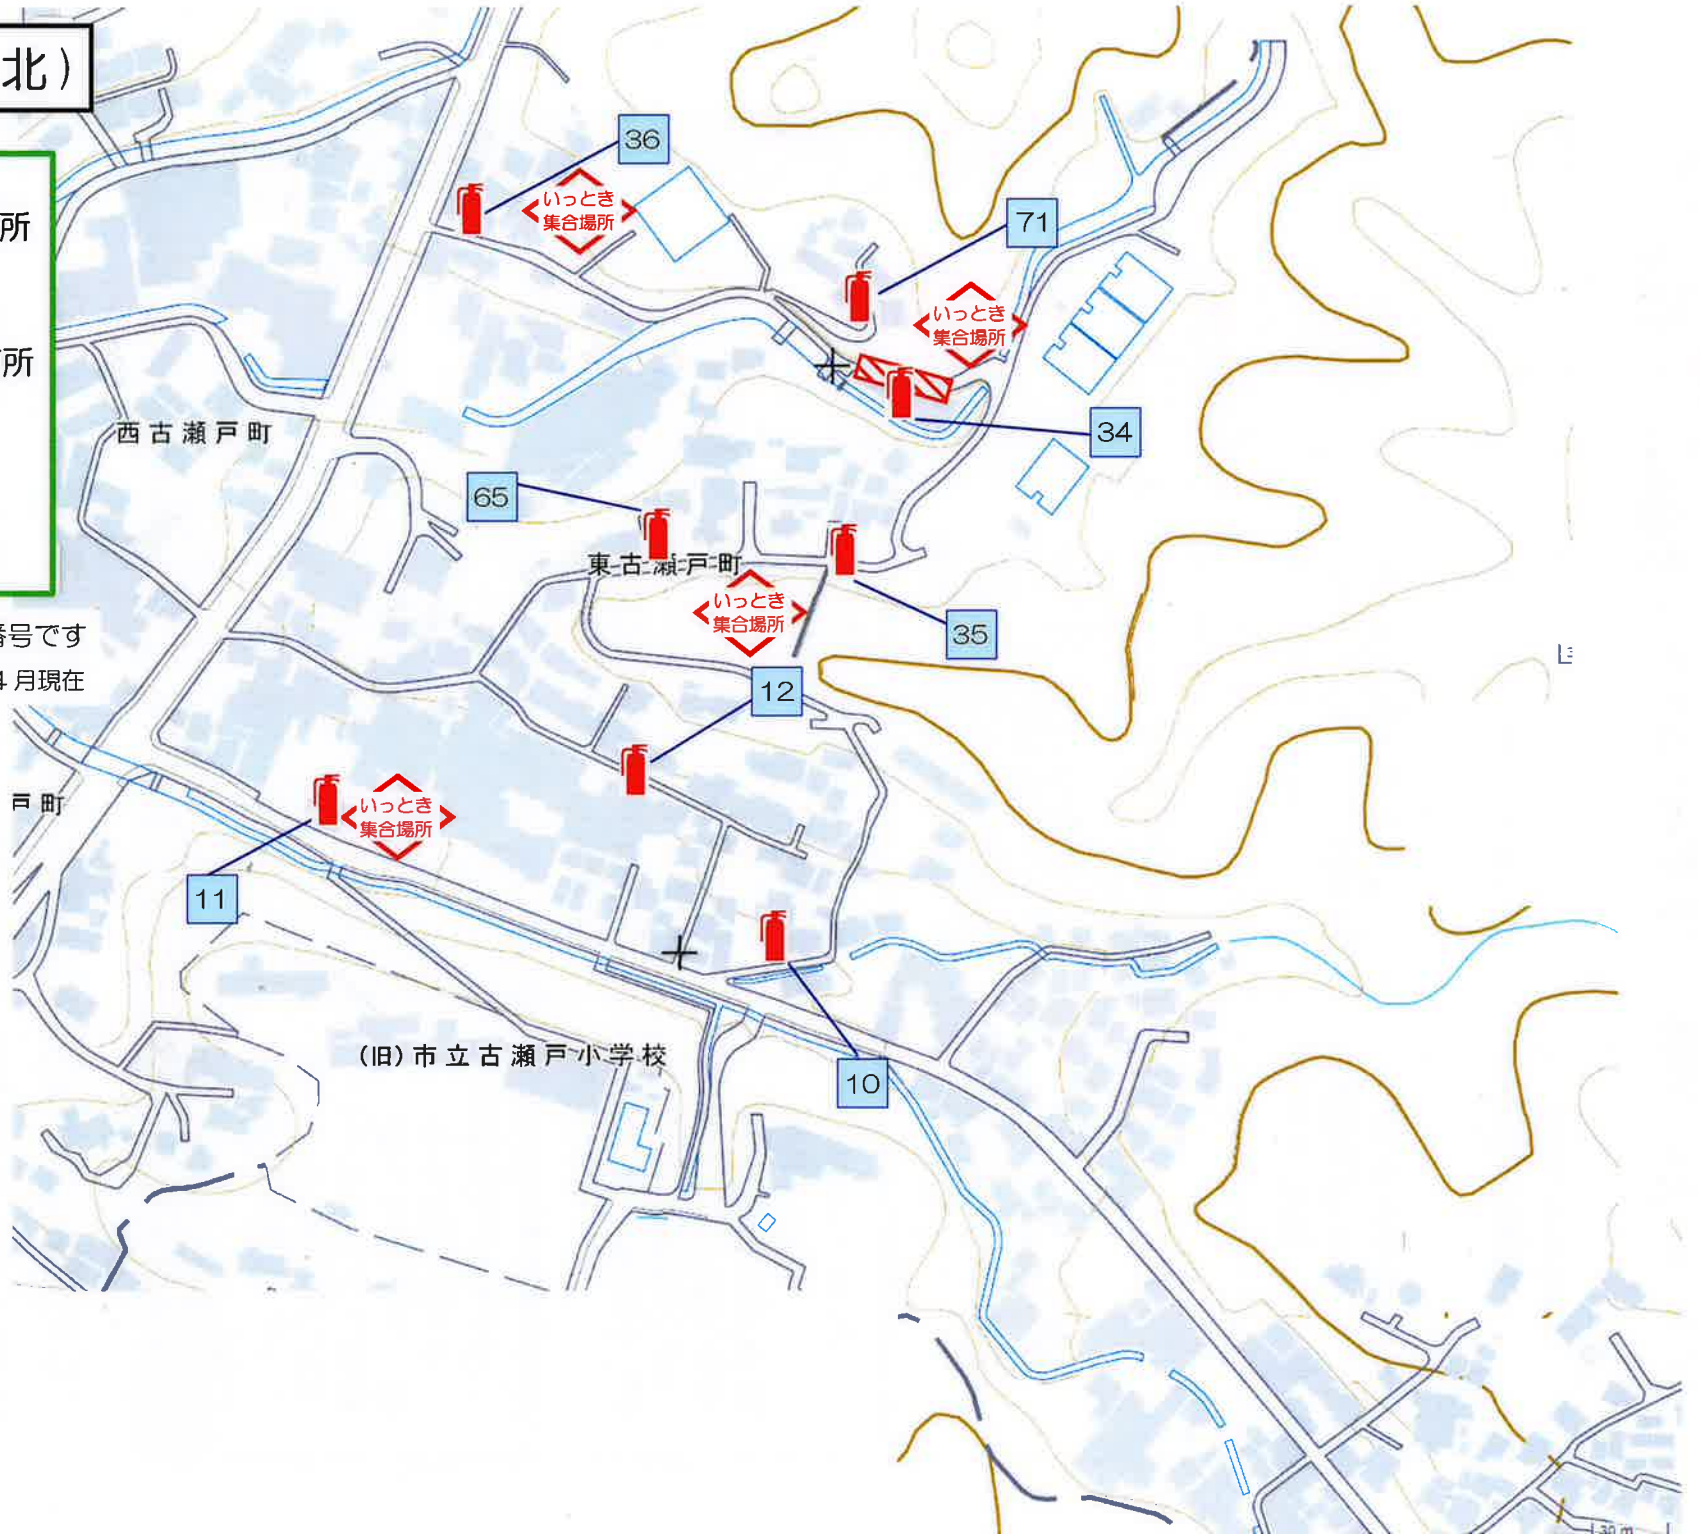 北）
所
所
番号です
4月現在
36
いっとき
集合場所
71
いっとき
集合場所
34
西古瀬戸町
65
東古瀬戸町
いっとき
集合場所
35
12
戸町
いっとき
集合場所
11
(旧)市立古瀬戸小学校
10